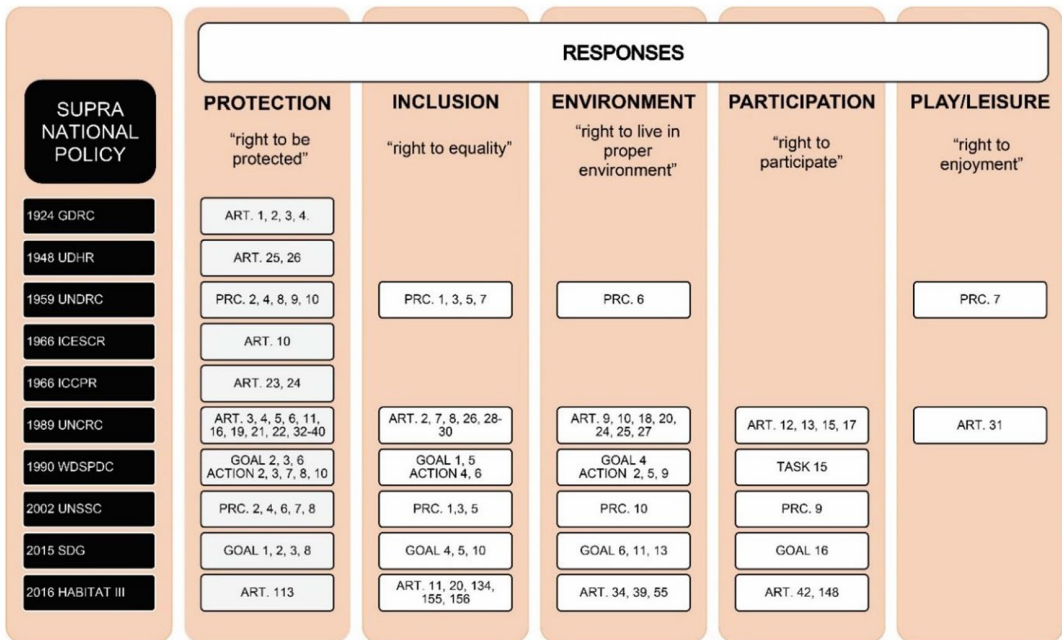 RESPONSES
SUPRA
NATIONAL
POLICY
PROTECTION
"right to be
protected"
INCLUSION
"right to equality"
ENVIRONMENT
"right to live in
proper
environment"
PARTICIPATION
"right to
participate"
PLAY/LEISURE
"right to
enjoyment"
1924 GDRC
ART. 1, 2, 3, 4.
1948 UDHR
ART. 25, 26
1959 UNDRC
PRC. 2, 4, 8, 9, 10
PRC. 1, 3, 5, 7
PRC. 6
PRC. 7
1966 ICESCR
ART. 10
1966 ICCPR
ART. 23, 24
1989 UNCRC
ART. 3, 4, 5, 6, 11,
16, 19, 21, 22, 32-40
ART. 2, 7, 8, 26, 28-
30
ART. 9, 10, 18, 20,
24, 25, 27
ART. 12, 13, 15, 17
ART. 31
1990 WDSPDC
GOAL 2, 3, 6
ACTION 2, 3, 7, 8, 10
GOAL 1, 5
ACTION 4, 6
GOAL 4
ACTION 2, 5, 9
TASK 15
2002 UNSSC
PRC. 2, 4, 6, 7, 8
PRC. 1,3, 5
PRC. 10
PRC. 9
2015 SDG
GOAL 1, 2, 3, 8
GOAL 4, 5, 10
GOAL 6, 11, 13
GOAL 16
2016 HABITAT III
ART. 113
ART. 11, 20, 134,
155, 156
ART. 34, 39, 55
ART. 42, 148